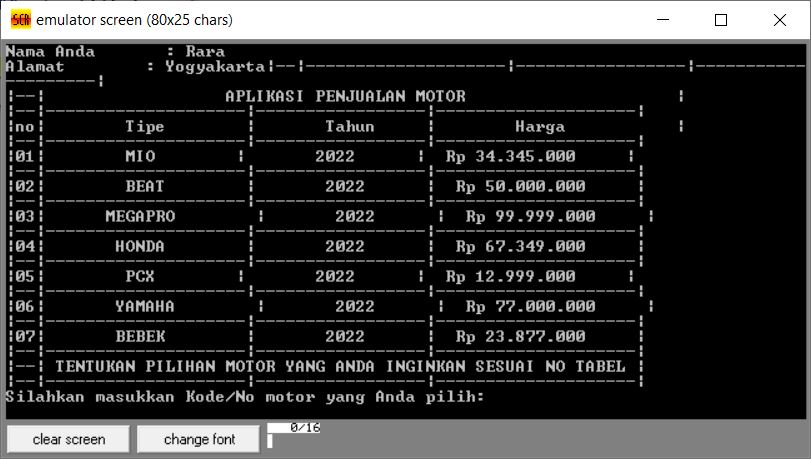 SCR emulator screen (80x25 chars)
Nama Anda       : Rara
Alamat        : Yogyakarta¦--¦--------------------¦------------------¦------------
---------¦
¦--¦                  APLIKASI PENJUALAN MOTOR                     ¦
¦--¦--------------------¦-----------------¦--------------------¦
¦no¦        Tipe        ¦       Tahun     ¦        Harga           ¦
¦--¦--------------------¦-----------------¦--------------------¦
¦01¦        MIO        ¦       2022      ¦  Rp 34.345.000     ¦
¦--¦--------------------¦-----------------¦--------------------¦
¦02¦        BEAT        ¦       2022      ¦  Rp 50.000.000     ¦
¦--¦--------------------¦-----------------¦--------------------¦
¦03¦      MEGAPRO        ¦       2022      ¦  Rp 99.999.000     ¦
¦--¦--------------------¦-----------------¦--------------------¦
¦04¦       HONDA        ¦       2022      ¦  Rp 67.349.000     ¦
¦--¦--------------------¦-----------------¦--------------------¦
¦05¦        PCX        ¦       2022      ¦  Rp 12.999.000     ¦
¦--¦--------------------¦-----------------¦--------------------¦
¦06¦       YAMAHA        ¦       2022      ¦  Rp 77.000.000     ¦
¦--¦--------------------¦-----------------¦--------------------¦
¦07¦       BEBEK        ¦       2022      ¦  Rp 23.877.000     ¦
¦--¦--------------------¦-----------------¦--------------------¦
¦--¦ TENTUKAN PILIHAN MOTOR YANG ANDA INGINKAN SESUAI NO TABEL ¦
¦--¦--------------------¦-----------------¦--------------------¦
Silahkan masukkan Kode/No motor yang Anda pilih:
clear screen change font 0/16